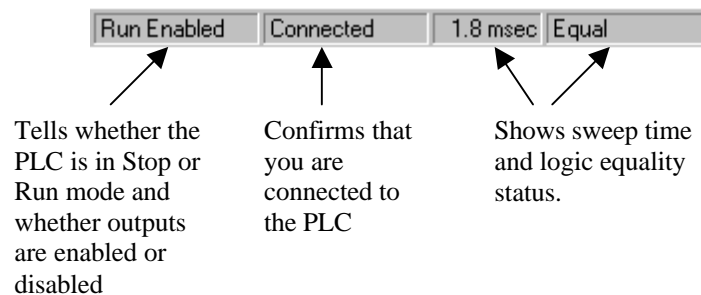 Run Enabled Connected 1.8 msec Equal
Tells whether the
PLC is in Stop or
Run mode and
whether outputs
are enabled or
disabled
Confirms that
you are
connected to
the PLC
Shows sweep time
and logic equality
status.